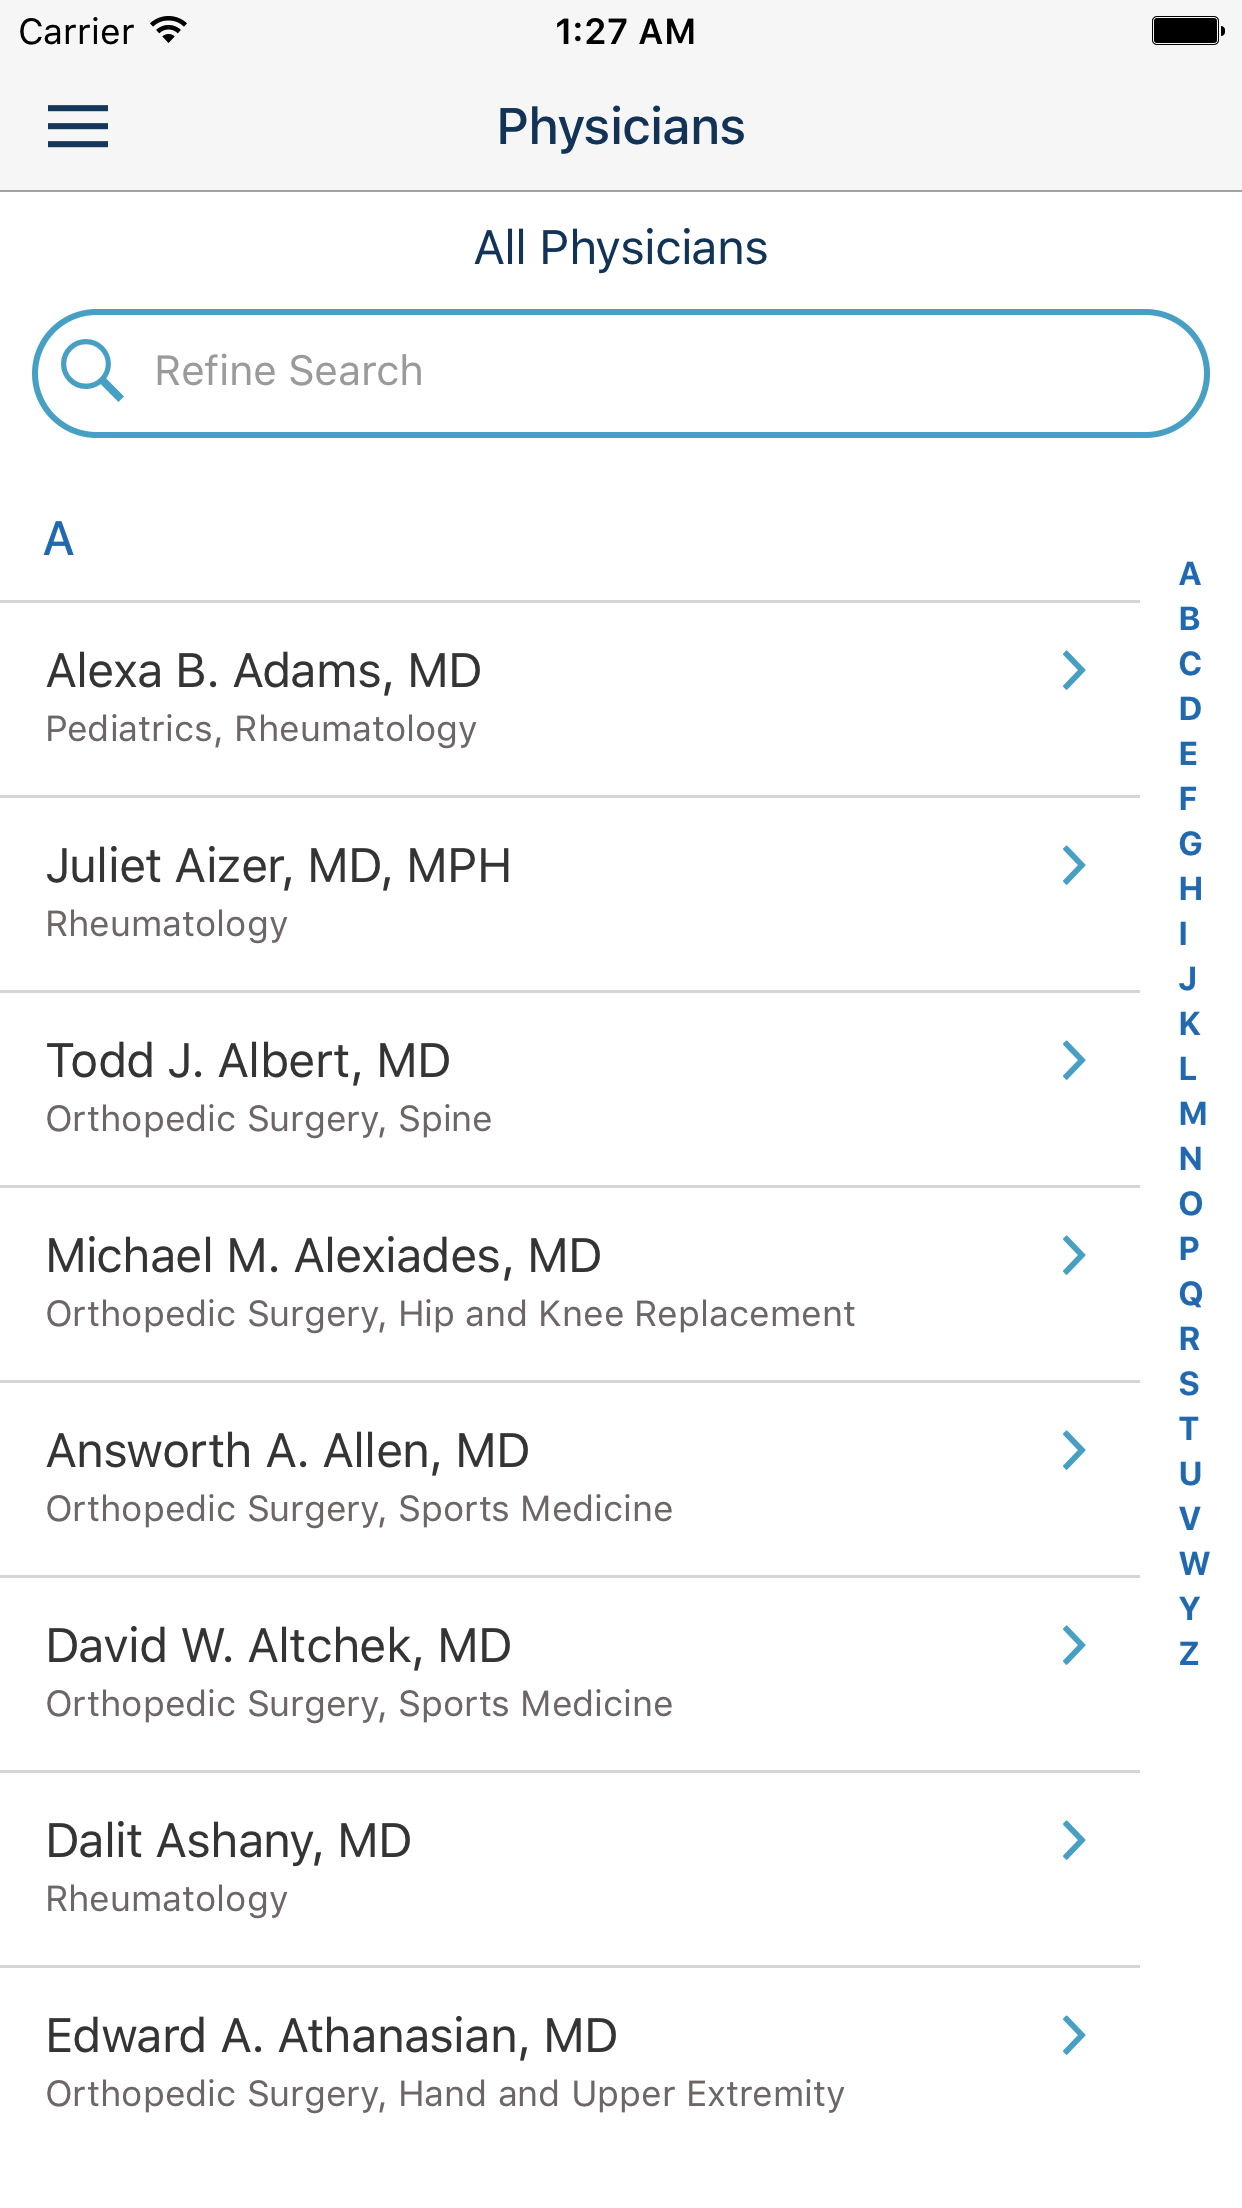 Carrier 1:27 AM
Physicians
All Physicians
Refine Search
A
Alexa B. Adams, MD
Pediatrics, Rheumatology
Juliet Aizer, MD, MPH
Rheumatology
Todd J. Albert, MD
Orthopedic Surgery, Spine
Michael M. Alexiades, MD
Orthopedic Surgery, Hip and Knee Replacement
Answorth A. Allen, MD
Orthopedic Surgery, Sports Medicine
David W. Altchek, MD
Orthopedic Surgery, Sports Medicine
Dalit Ashany, MD
Rheumatology
Edward A. Athanasian, MD
Orthopedic Surgery, Hand and Upper Extremity
A
B
C
D
E
F
G
H
I
J
K
L
M
N
O
P
Q
R
S
T
U
V
W
Y
Z